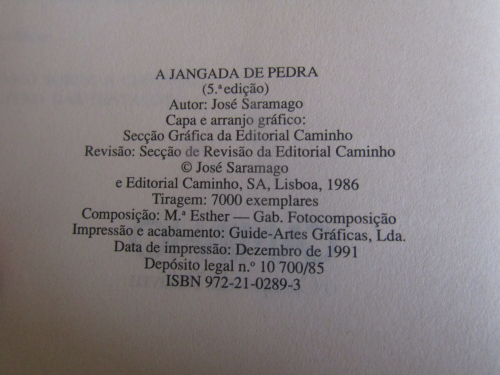 A JANGADA DE PEDRA
(5.ª edição)
Autor: José Saramago
Capa e arranjo gráfico:
Secção Gráfica da Editorial Caminho
Revisão: Secção de Revisão da Editorial Caminho
© José Saramago
e Editorial Caminho, SA, Lisboa, 1986
Tiragem: 7000 exemplares
Composição: M.ª Esther — Gab. Fotocomposição
Impressão e acabamento: Guide-Artes Gráficas, Lda.
Data de impressão: Dezembro de 1991
Depósito legal n.º 10 700/85
ISBN 972-21-0289-3